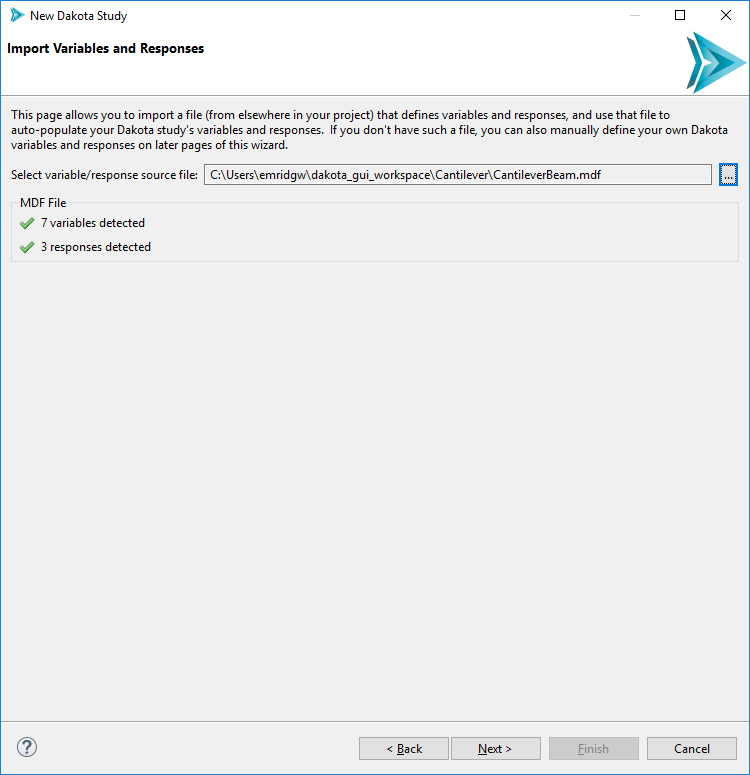 New Dakota Study
Import Variables and Responses
This page allows you to import a file (from elsewhere in your project) that defines variables and responses, and use that file to
auto-populate your Dakota study's variables and responses.  If you don't have such a file, you can also manually define your own Dakota
variables and responses on later pages of this wizard.
Select variable/response source file: C:\Users\emridgw\dakota_gui_workspace\Cantilever\CantileverBeam.mdf ...
MDF File
7 variables detected
3 responses detected
? < Back Next > Finish Cancel